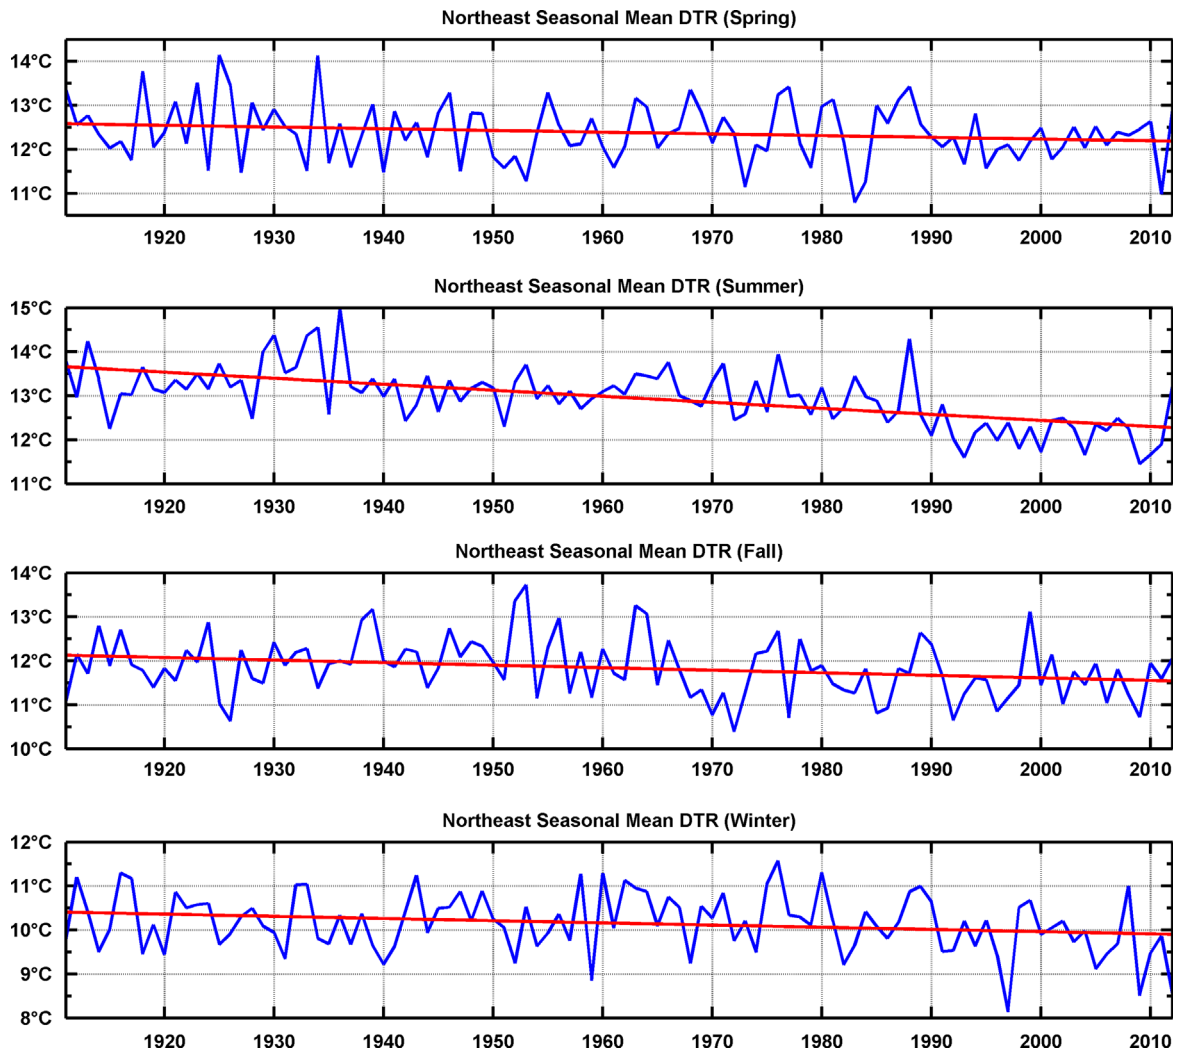 Northeast Seasonal Mean DTR (Spring)
14°C
13°C
12°C
11°C
1920 1930 1940 1950 1960 1970 1980 1990 2000 2010
Northeast Seasonal Mean DTR (Summer)
15°C
14°C
13°C
12°C
11°C
1920 1930 1940 1950 1960 1970 1980 1990 2000 2010
Northeast Seasonal Mean DTR (Fall)
14°C
13°C
12°C
11°C
10°C
1920 1930 1940 1950 1960 1970 1980 1990 2000 2010
Northeast Seasonal Mean DTR (Winter)
12°C
11°C
10°C
9°C
8°C
1920 1930 1940 1950 1960 1970 1980 1990 2000 2010